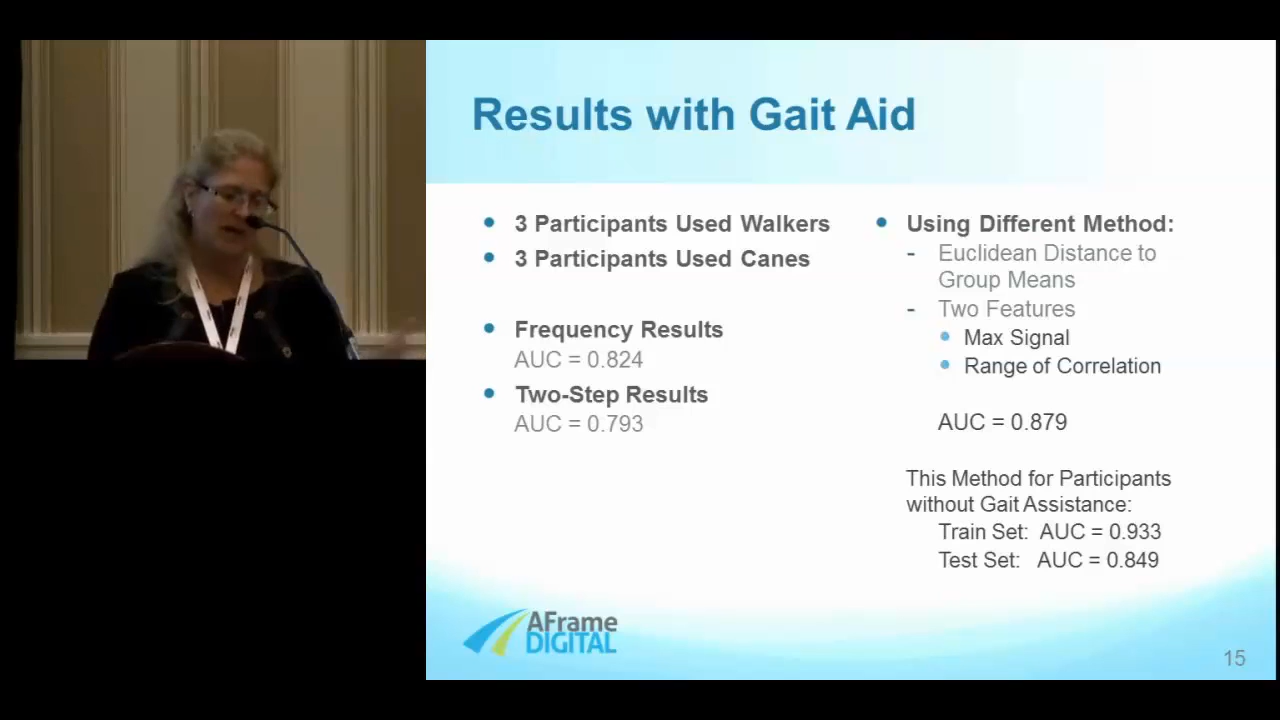 Results with Gait Aid
3 Participants Used Walkers
3 Participants Used Canes
Frequency Results
AUC = 0.824
Two-Step Results
AUC = 0.793
Using Different Method:
- Euclidean Distance to
Group Means
- Two Features
Max Signal
Range of Correlation
AUC = 0.879
This Method for Participants
without Gait Assistance:
Train Set: AUC = 0.933
Test Set: AUC = 0.849
AFrame
DIGITAL
15